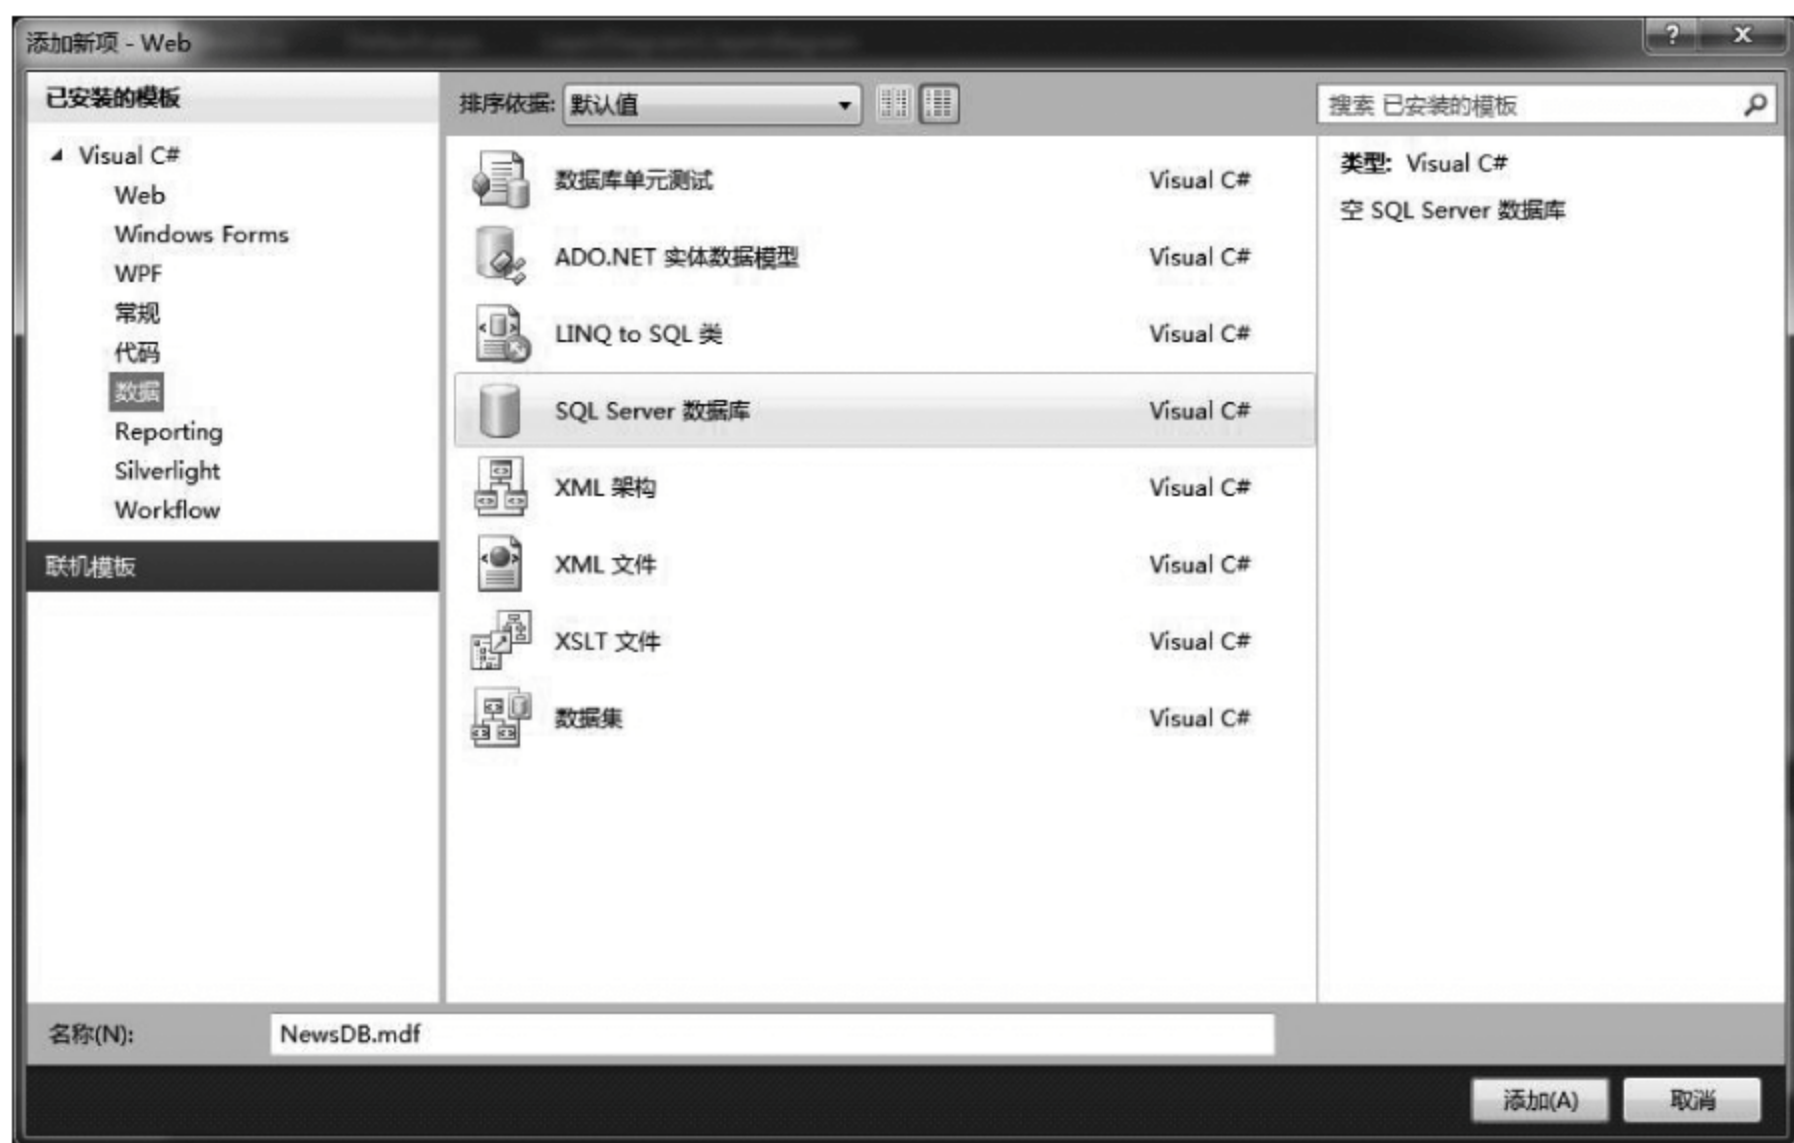 添加新项 - Web
已安装的模板
排序依据: 默认值
搜索 已安装的模板
Visual C#
Web
Windows Forms
WPF
常规
代码
数据
Reporting
Silverlight
Workflow
联机模板
数据库单元测试 Visual C#
ADO.NET 实体数据模型 Visual C#
LINQ to SQL 类 Visual C#
SQL Server 数据库 Visual C#
XML 架构 Visual C#
XML 文件 Visual C#
XSLT 文件 Visual C#
数据集 Visual C#
类型: Visual C#
空 SQL Server 数据库
名称(N): NewsDB.mdf
添加(A) 取消